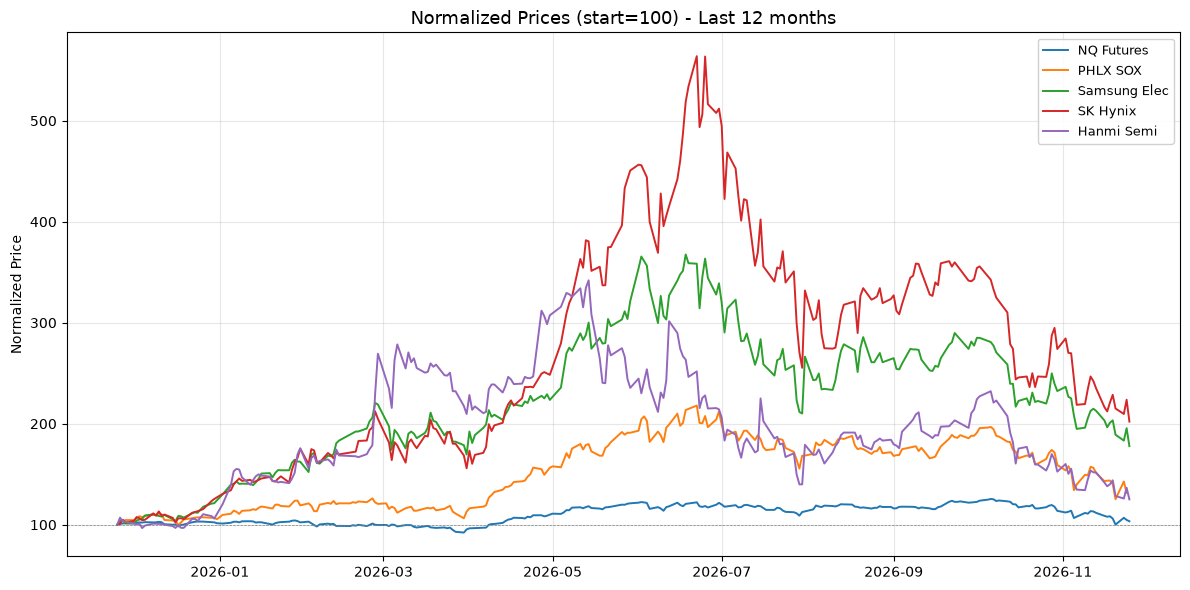 Normalized Prices (start=100) - Last 12 months
NQ Futures
PHLX SOX
Samsung Elec
SK Hynix
Hanmi Semi
Normalized Price
500
400
300
200
100
2026-01
2026-03
2026-05
2026-07
2026-09
2026-11